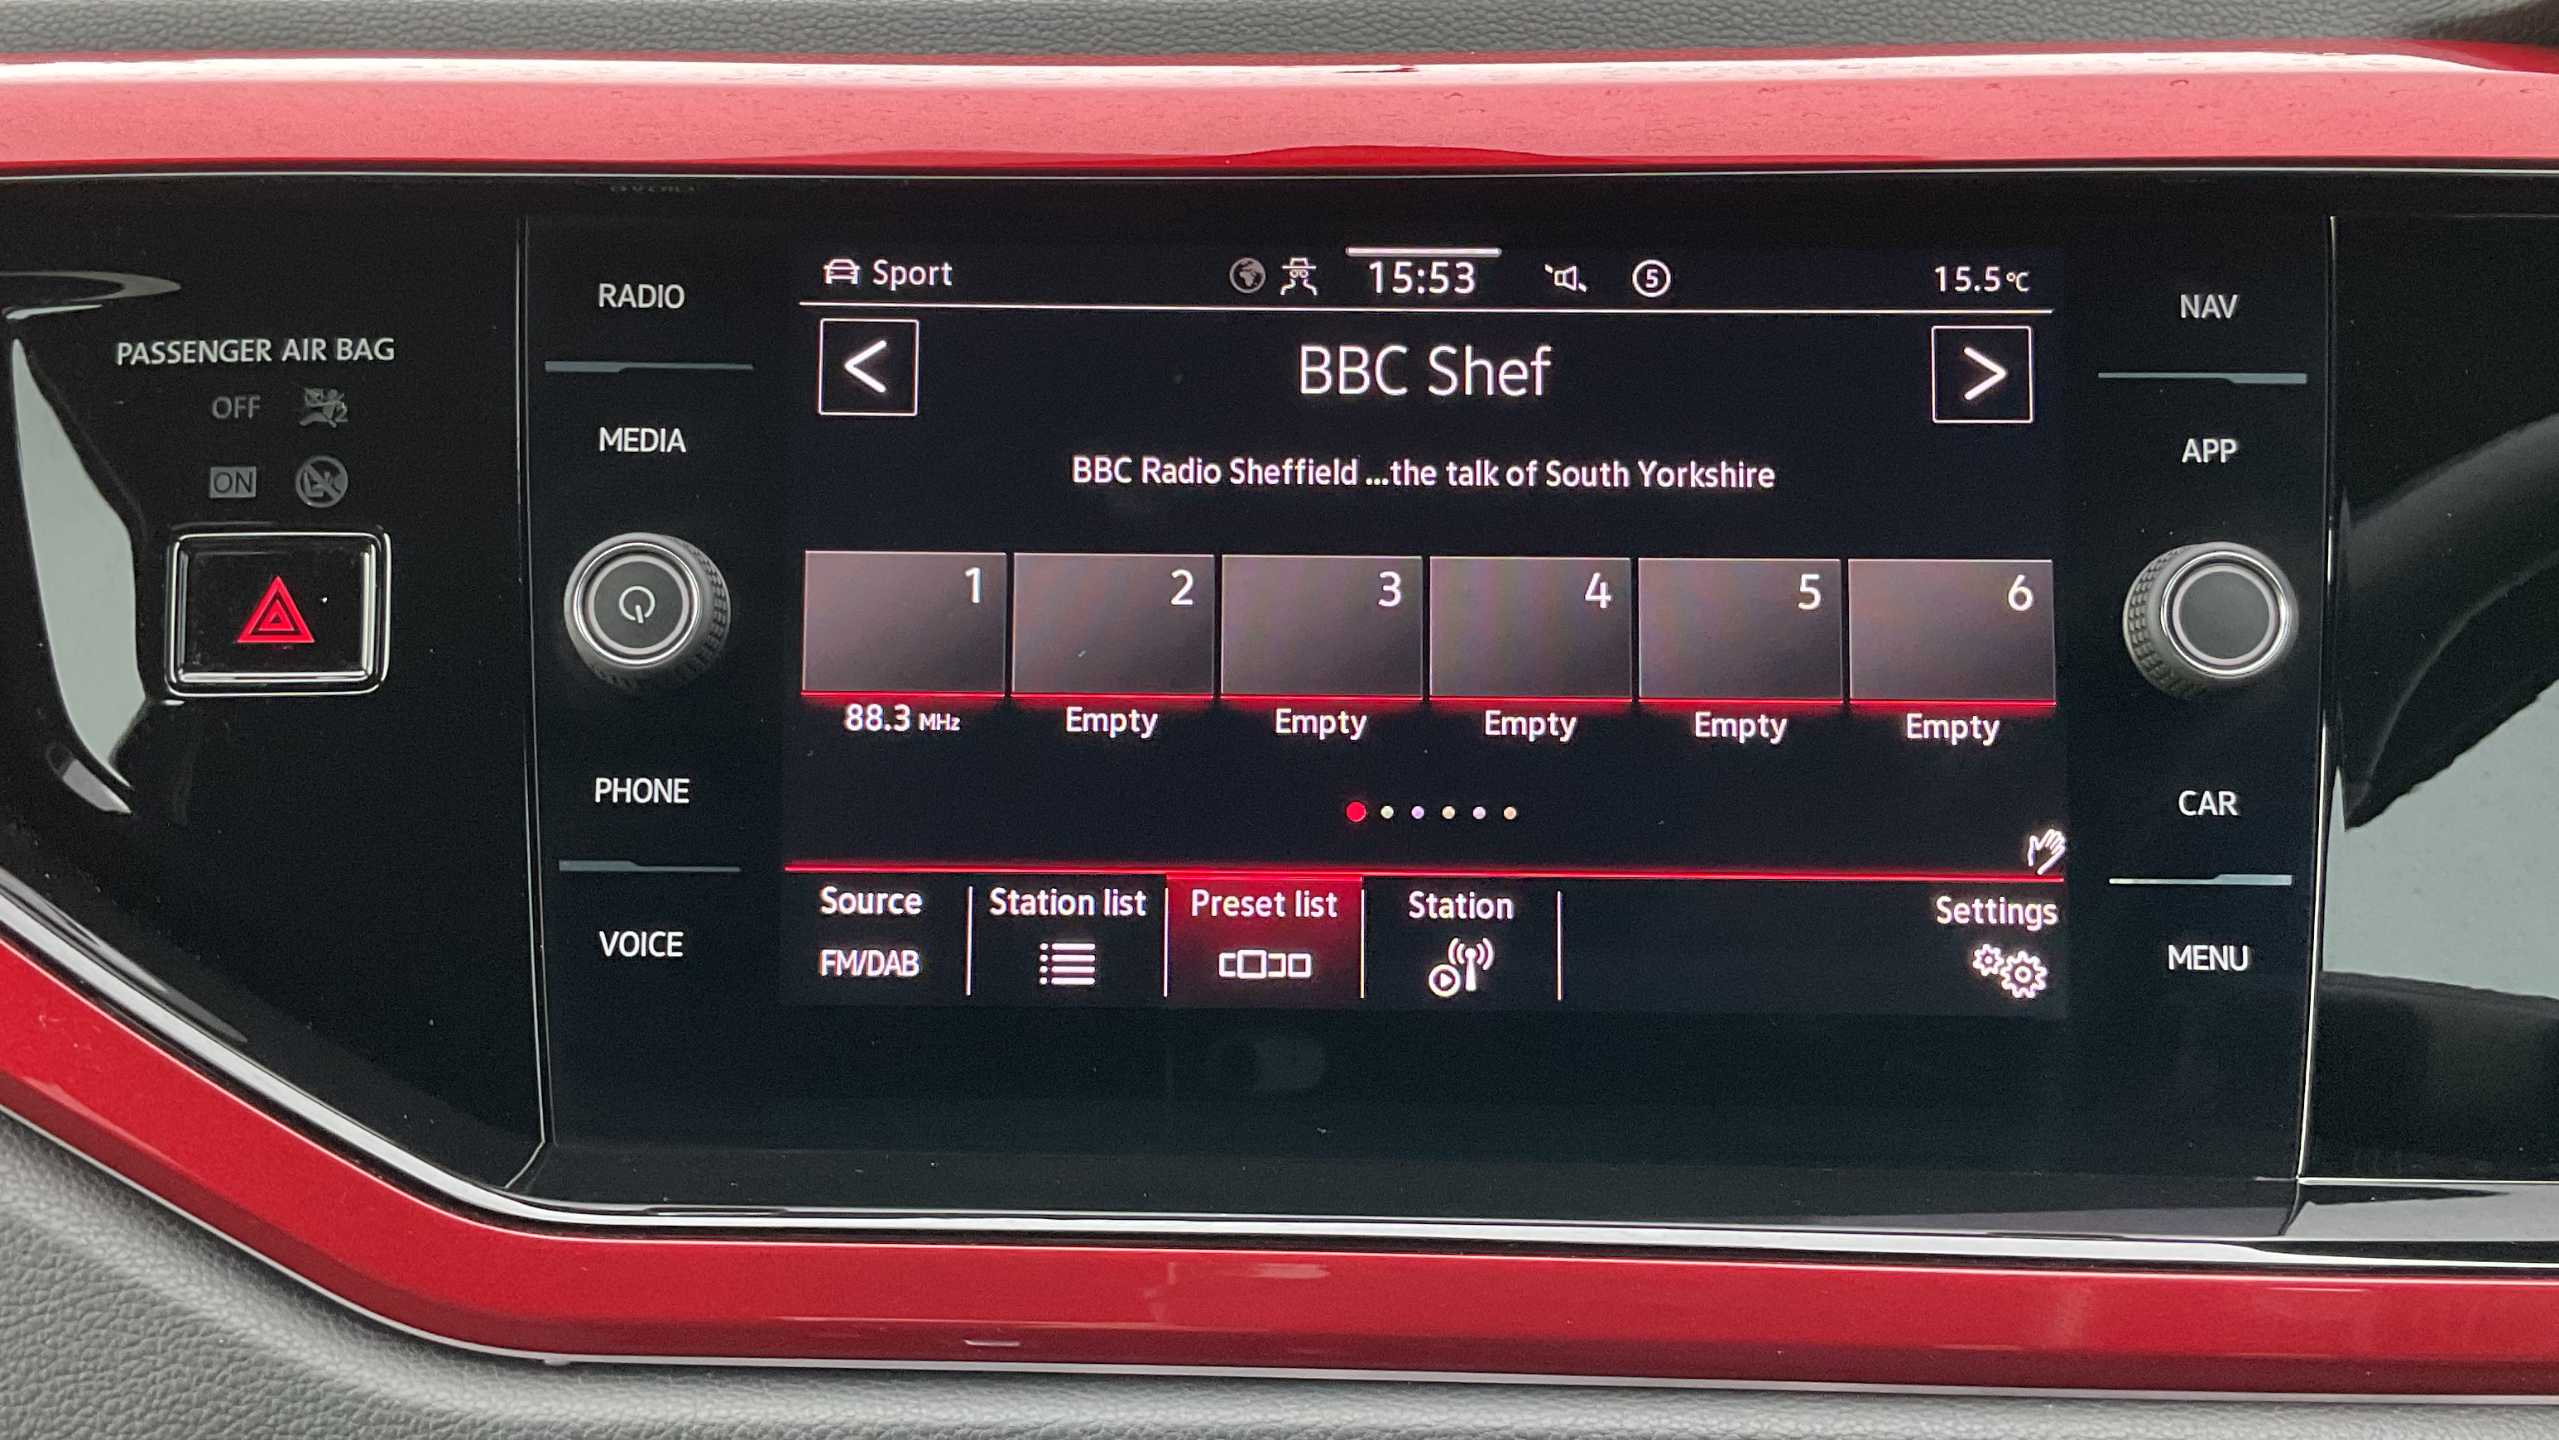 PASSENGER AIR BAG
OFF
ON
RADIO
MEDIA
PHONE
VOICE
Sport
15:53
5
15.5°C
<
BBC Shef
>
BBC Radio Sheffield ...the talk of South Yorkshire
1 2 3 4 5 6
88.3 MHz Empty Empty Empty Empty Empty
Source
FM/DAB
Station list
Preset list
Station
Settings
NAV
APP
CAR
MENU